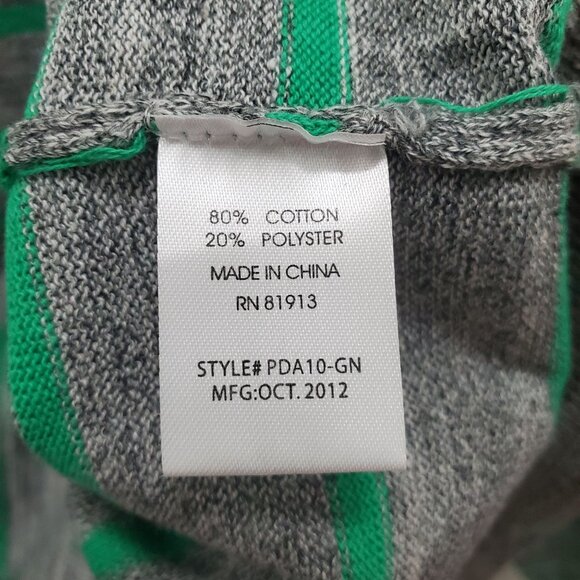 80% COTTON
20% POLYSTER
MADE IN CHINA
RN 81913
STYLE# PDA10-GN
MFG:OCT. 2012